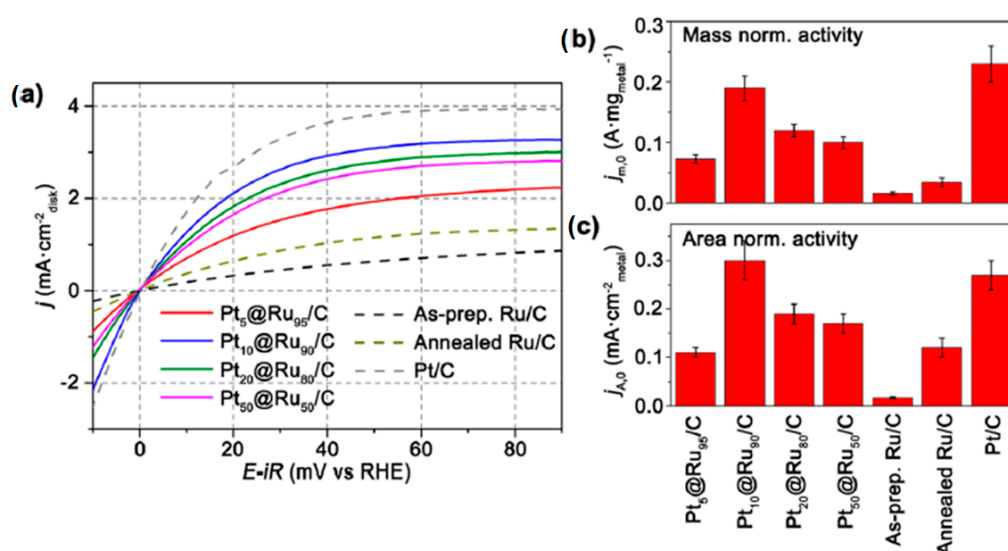 (a)
j (mA·cm⁻²disk)
4
2
0
-2
0 20 40 60 80
E-iR (mV vs RHE)
Pt₅@Ru₉₅/C
Pt₁₀@Ru₉₀/C
Pt₂₀@Ru₈₀/C
Pt₅₀@Ru₅₀/C
As-prep. Ru/C
Annealed Ru/C
Pt/C
(b)
Mass norm. activity
jm,0 (A·mgmetal⁻¹)
0.3
0.2
0.1
0.0
(c)
Area norm. activity
jA,0 (mA·cm⁻²metal)
0.3
0.2
0.1
0.0
Pt₅@Ru₉₅/C
Pt₁₀@Ru₉₀/C
Pt₂₀@Ru₈₀/C
Pt₅₀@Ru₅₀/C
As-prep. Ru/C
Annealed Ru/C
Pt/C